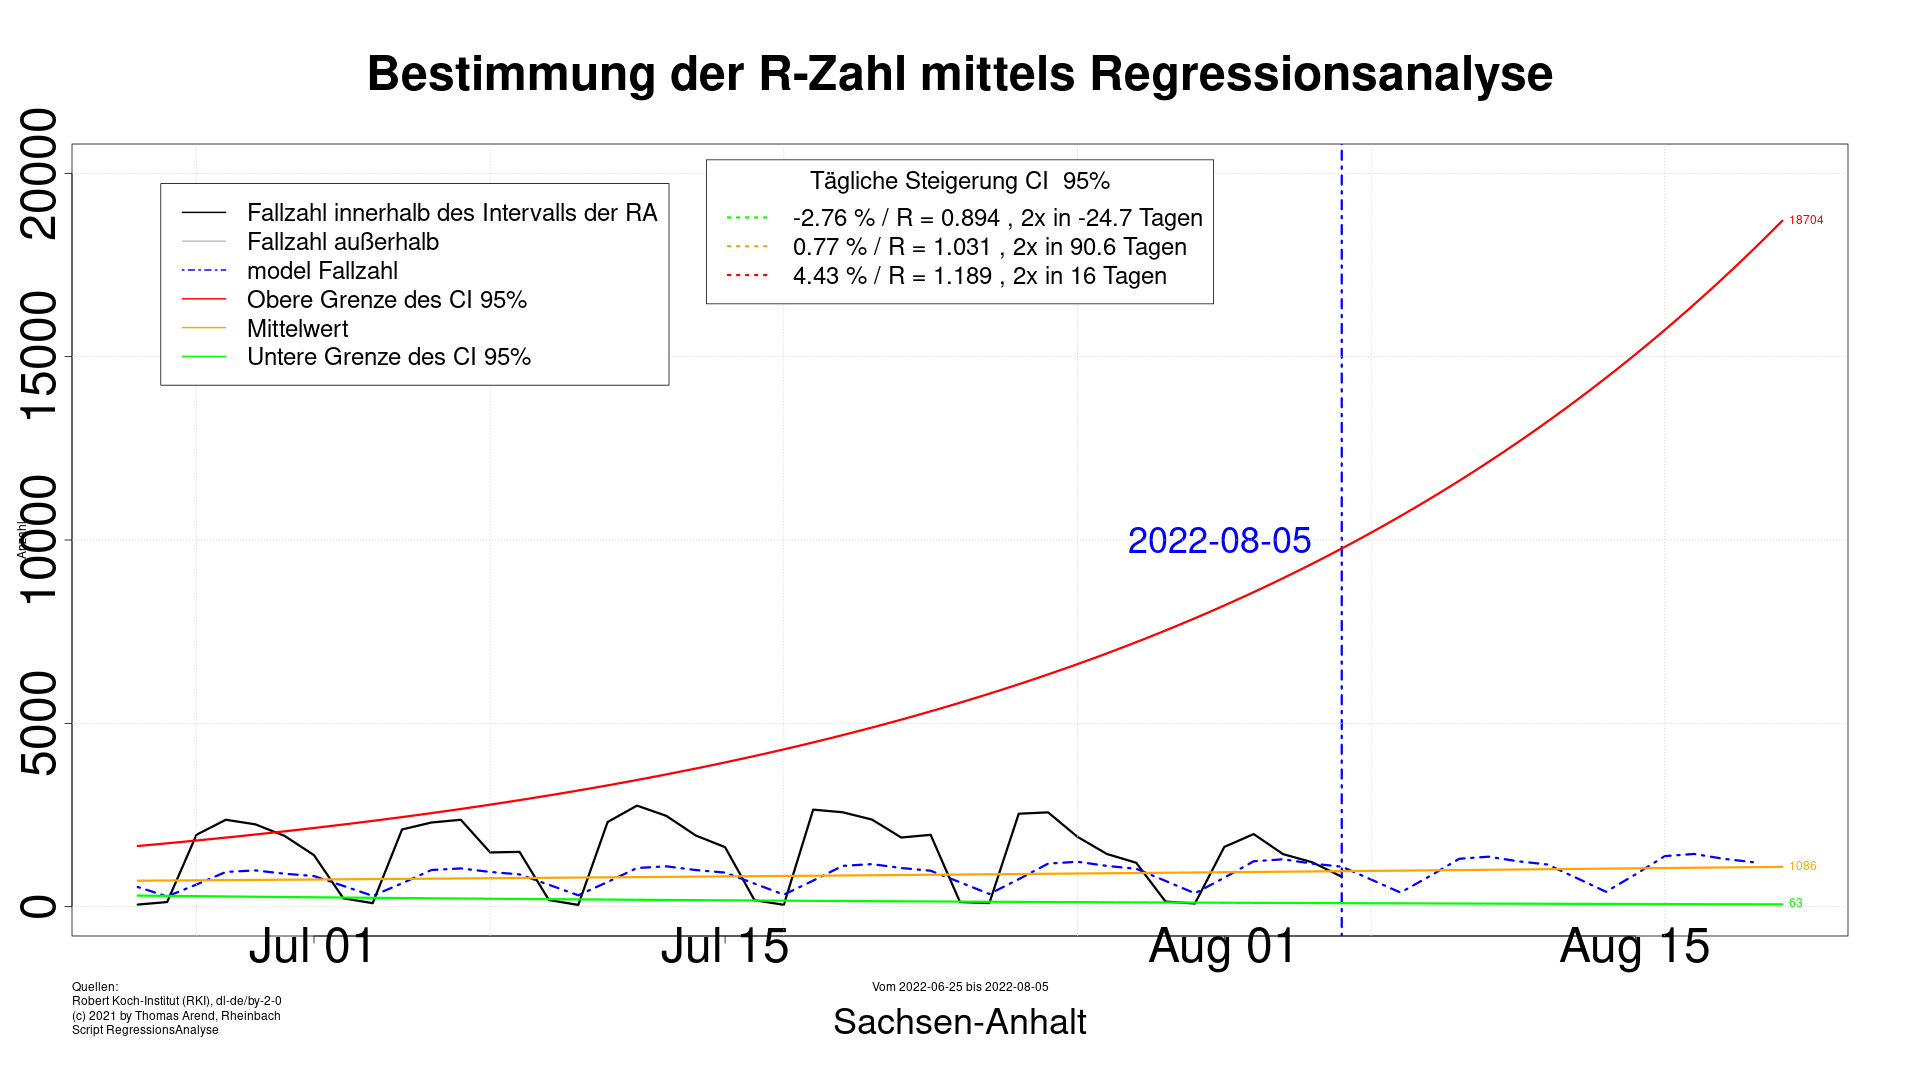 Bestimmung der R-Zahl mittels Regressionsanalyse
Anzahl
20000
15000
10000
5000
0
Fallzahl innerhalb des Intervalls der RA
Fallzahl außerhalb
model Fallzahl
Obere Grenze des CI 95%
Mittelwert
Untere Grenze des CI 95%
Tägliche Steigerung CI  95%
-2.76 % / R = 0.894 , 2x in -24.7 Tagen
0.77 % / R = 1.031 , 2x in 90.6 Tagen
4.43 % / R = 1.189 , 2x in 16 Tagen
18704
2022-08-05
1086
63
Jul 01
Jul 15
Aug 01
Aug 15
Quellen:
Robert Koch-Institut (RKI), dl-de/by-2-0
(c) 2021 by Thomas Arend, Rheinbach
Script RegressionsAnalyse
Vom 2022-06-25 bis 2022-08-05
Sachsen-Anhalt